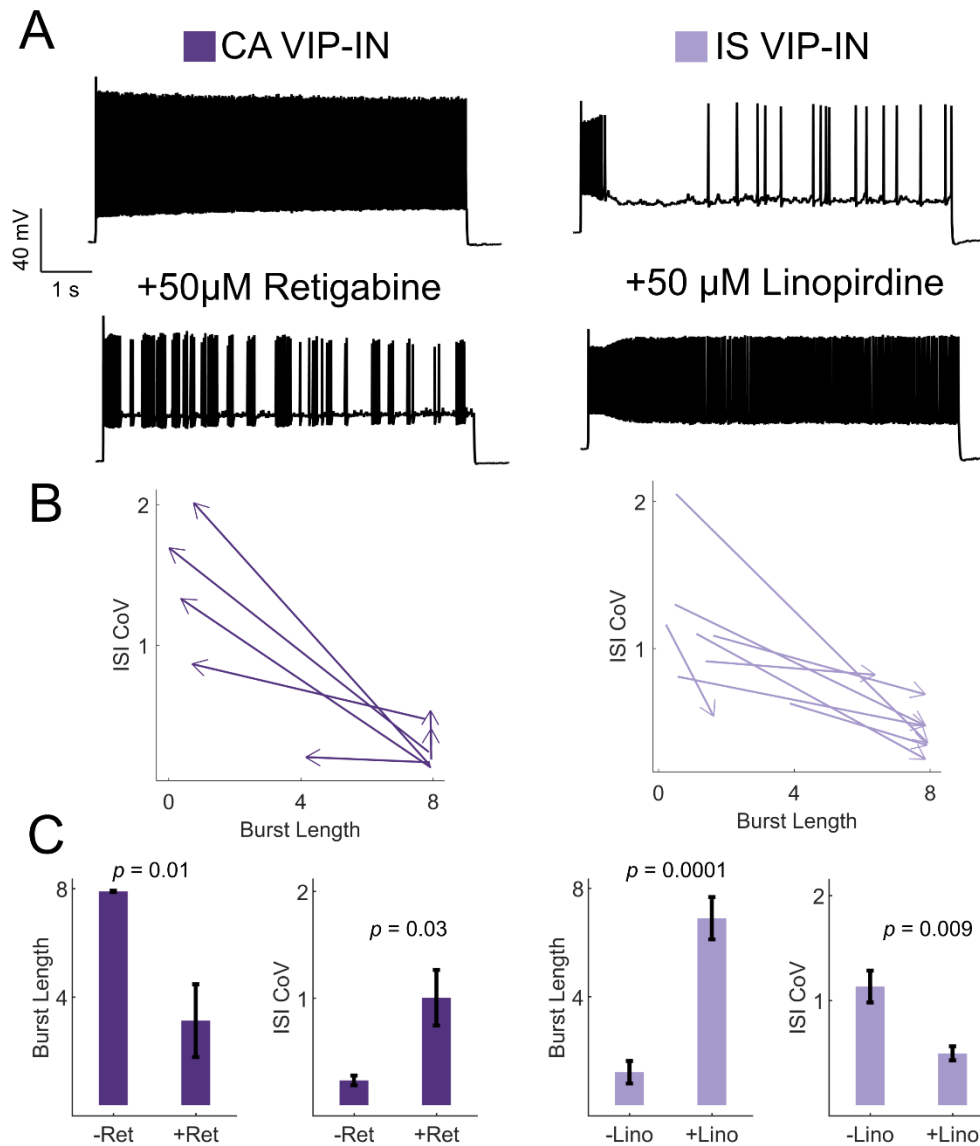 A
CA VIP-IN
IS VIP-IN
40 mV
1 s
+50µM Retigabine
+50 µM Linopirdine
B
2
1
ISI CoV
0 4 8
Burst Length
2
1
ISI CoV
0 4 8
Burst Length
C
p = 0.01
8
4
Burst Length
-Ret +Ret
p = 0.03
2
1
ISI CoV
-Ret +Ret
p = 0.0001
8
4
Burst Length
-Lino +Lino
p = 0.009
2
1
ISI CoV
-Lino +Lino